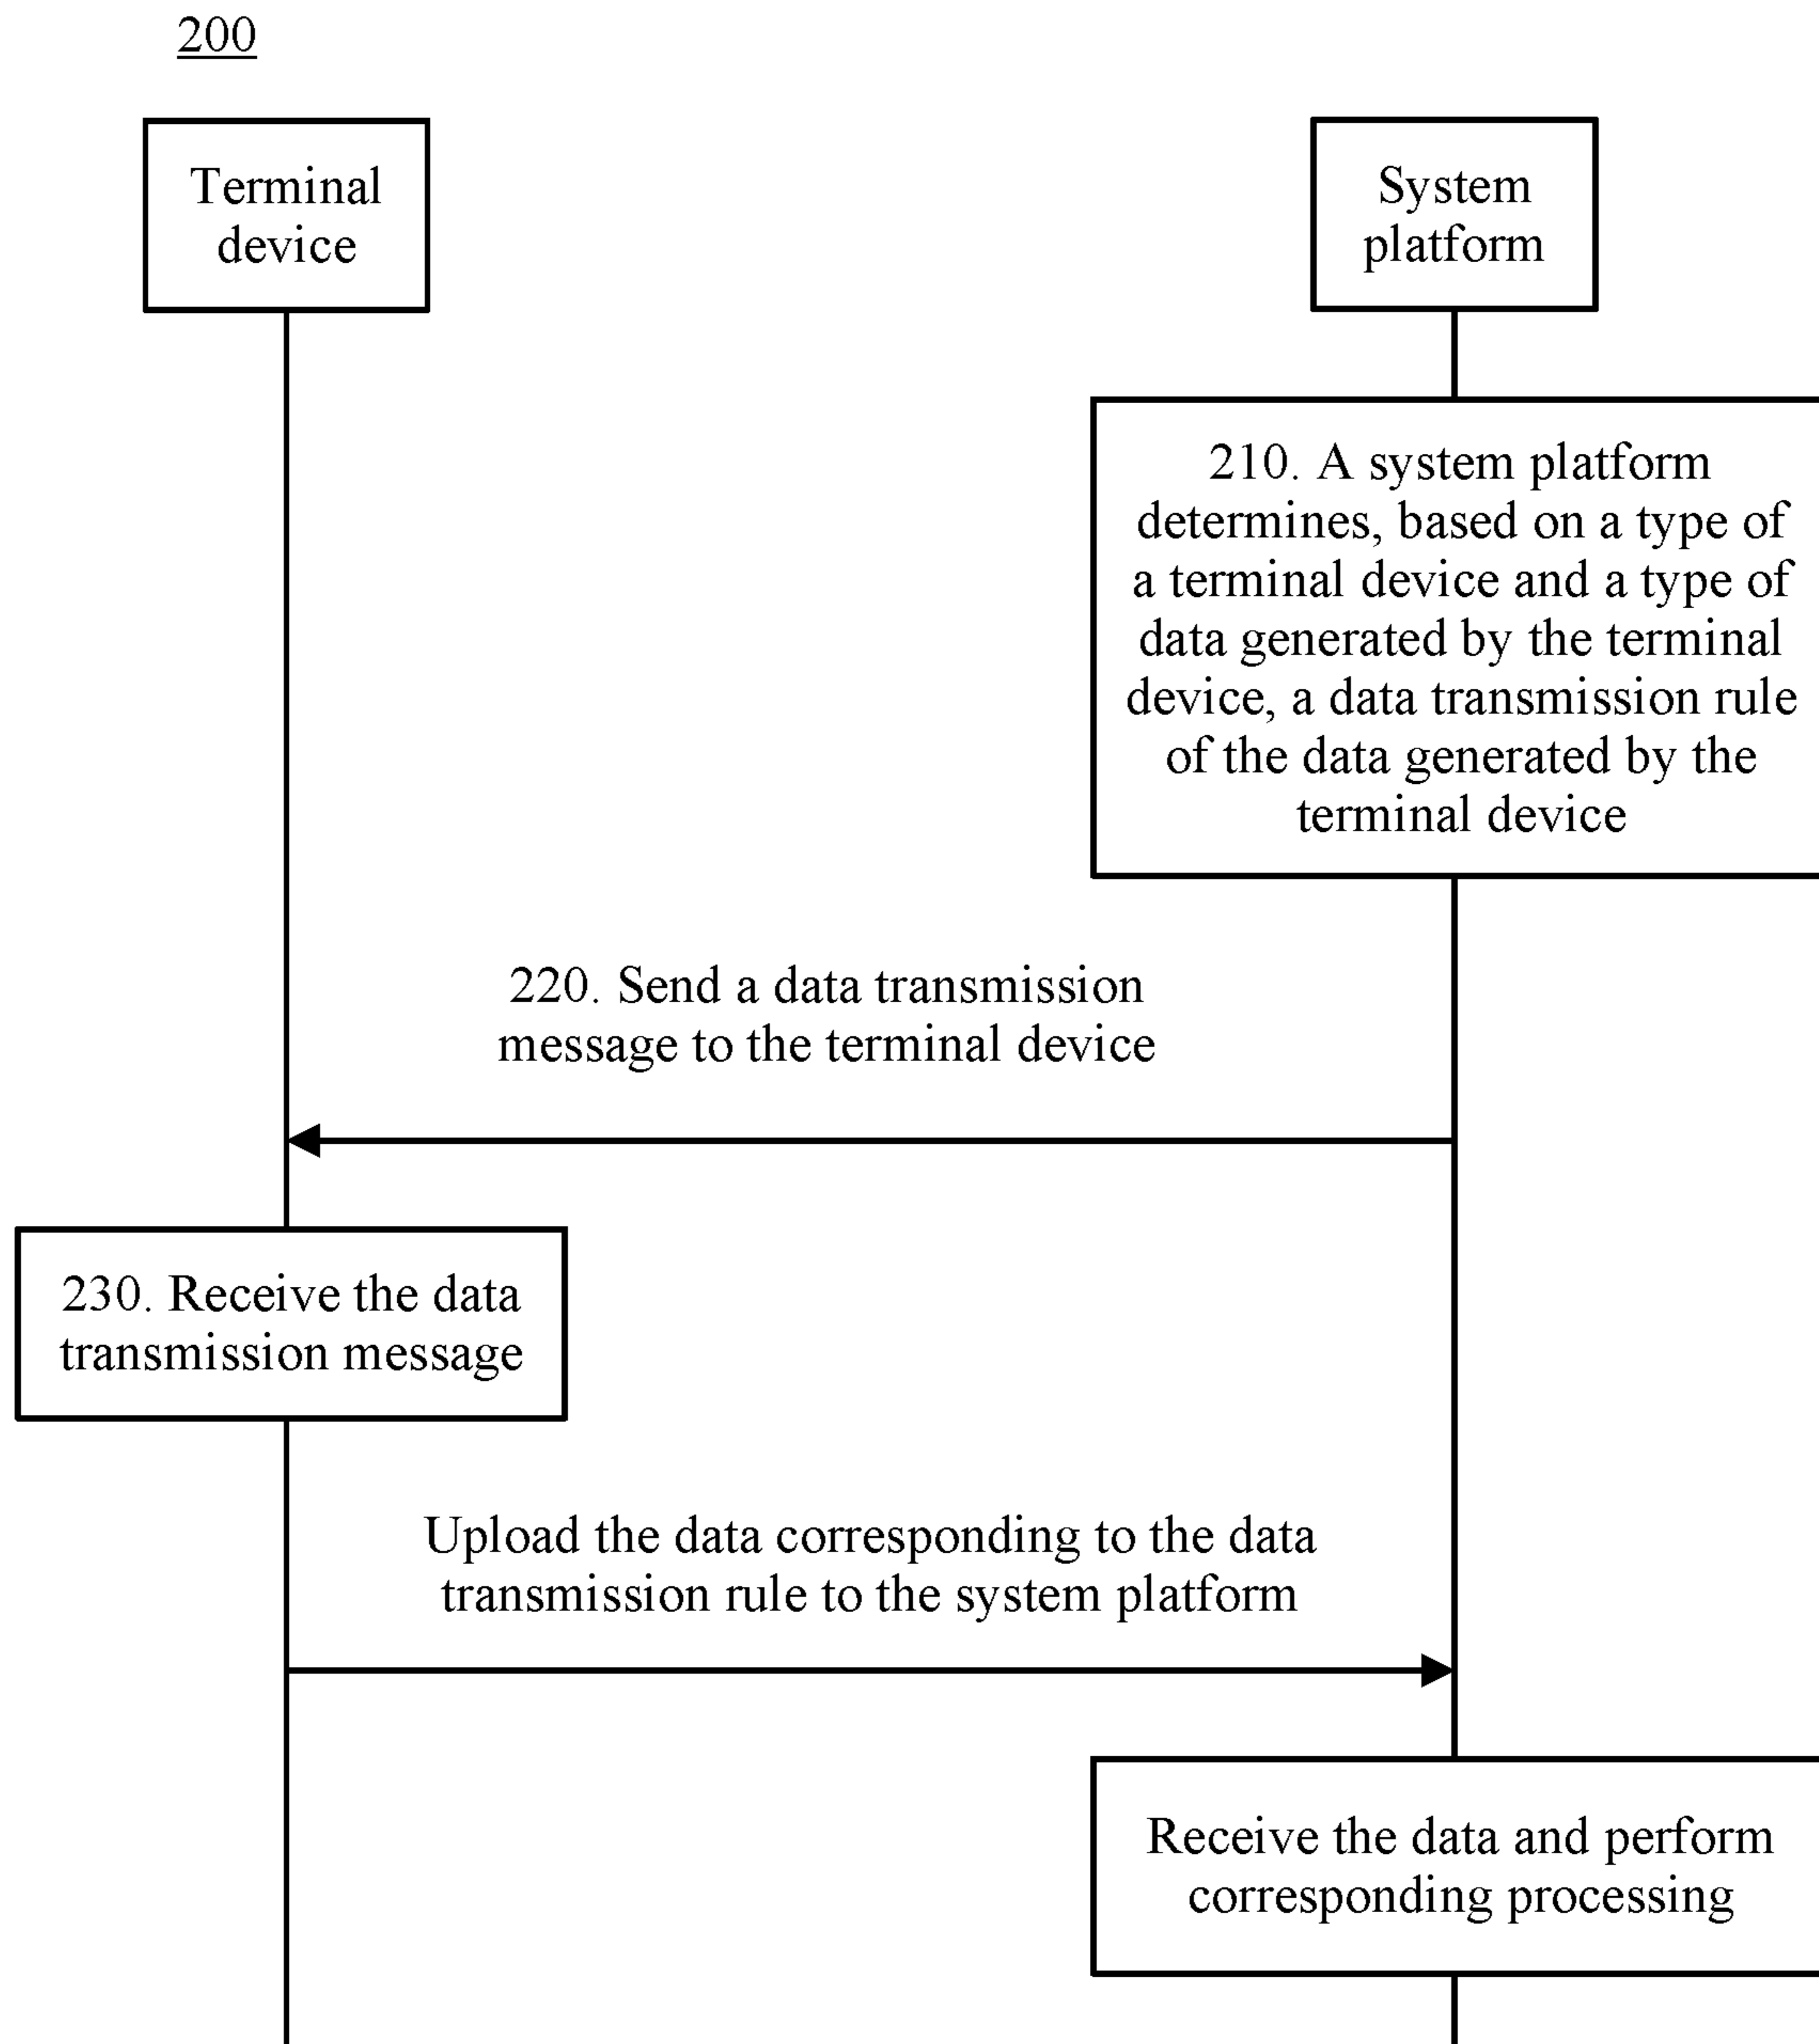 200
Terminal
device
System
platform
210. A system platform
determines, based on a type of
a terminal device and a type of
data generated by the terminal
device, a data transmission rule
of the data generated by the
terminal device
220. Send a data transmission
message to the terminal device
230. Receive the data
transmission message
Upload the data corresponding to the data
transmission rule to the system platform
Receive the data and perform
corresponding processing